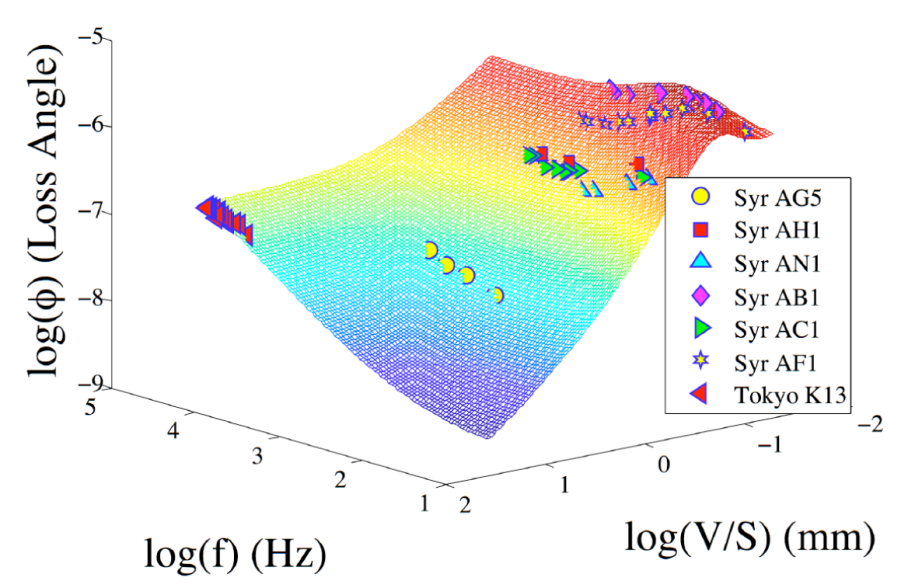 −5
−6
−7
−8
−9
log(ϕ) (Loss Angle)
5
4
3
2
1
log(f) (Hz)
2
1
0
−1
−2
log(V/S) (mm)
Syr AG5
Syr AH1
Syr AN1
Syr AB1
Syr AC1
Syr AF1
Tokyo K13